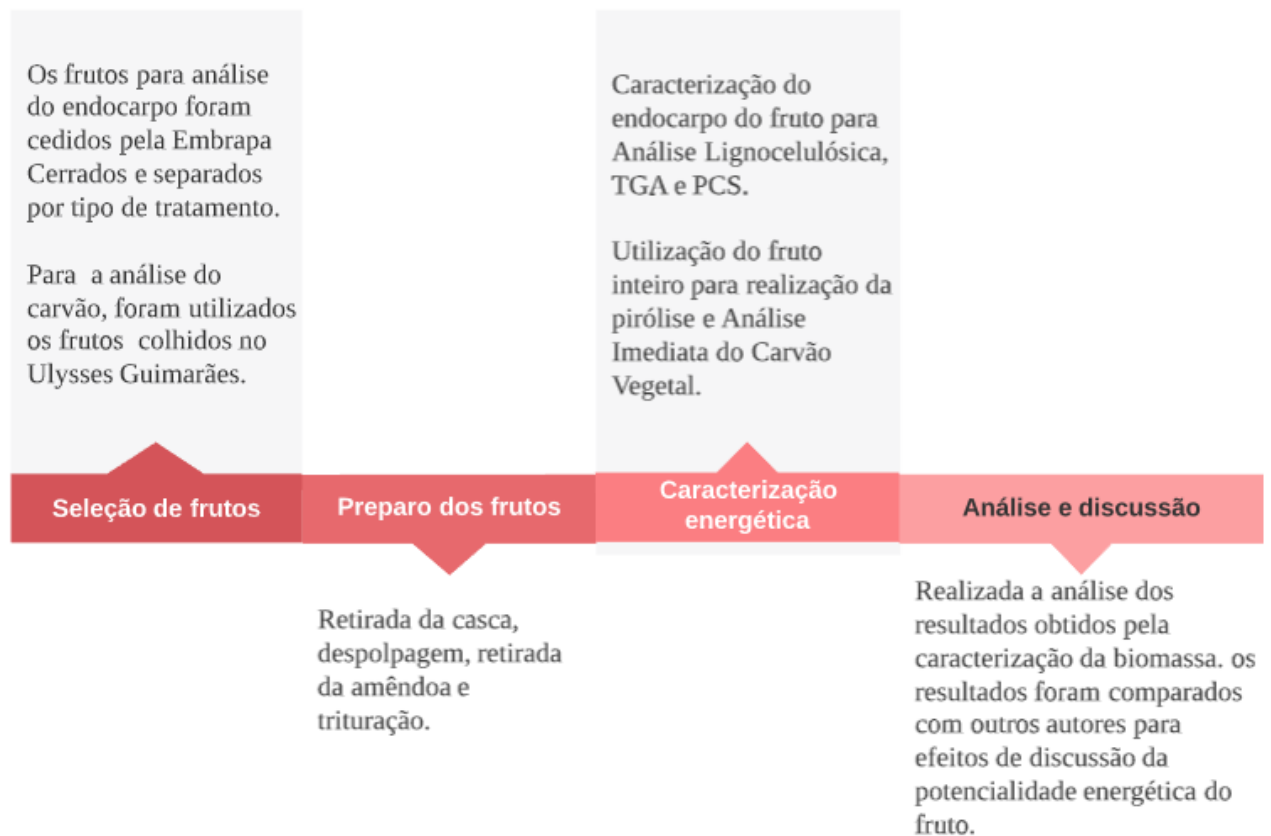 Os frutos para análise
do endocarpo foram
cedidos pela Embrapa
Cerrados e separados
por tipo de tratamento.
Para a análise do
carvão, foram utilizados
os frutos colhidos no
Ulysses Guimarães.
Seleção de frutos
Preparo dos frutos
Retirada da casca,
despolpagem, retirada
da amêndoa e
trituração.
Caracterização do
endocarpo do fruto para
Análise Lignocelulósica,
TGA e PCS.
Utilização do fruto
inteiro para realização da
pirólise e Análise
Imediata do Carvão
Vegetal.
Caracterização
energética
Análise e discussão
Realizada a análise dos
resultados obtidos pela
caracterização da biomassa. os
resultados foram comparados
com outros autores para
efeitos de discussão da
potencialidade energética do
fruto.